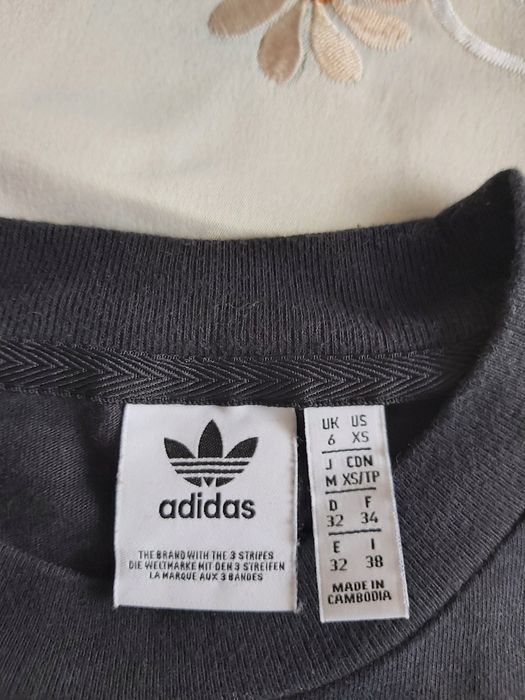 adidas
THE BRAND WITH THE 3 STRIPES
DIE WELTMARKE MIT DEN 3 STREIFEN
LA MARQUE AUX 3 BANDES
UK US
6 XS
J CDN
M XS/TP
D F
32 34
E I
32 38
MADE IN
CAMBODIA